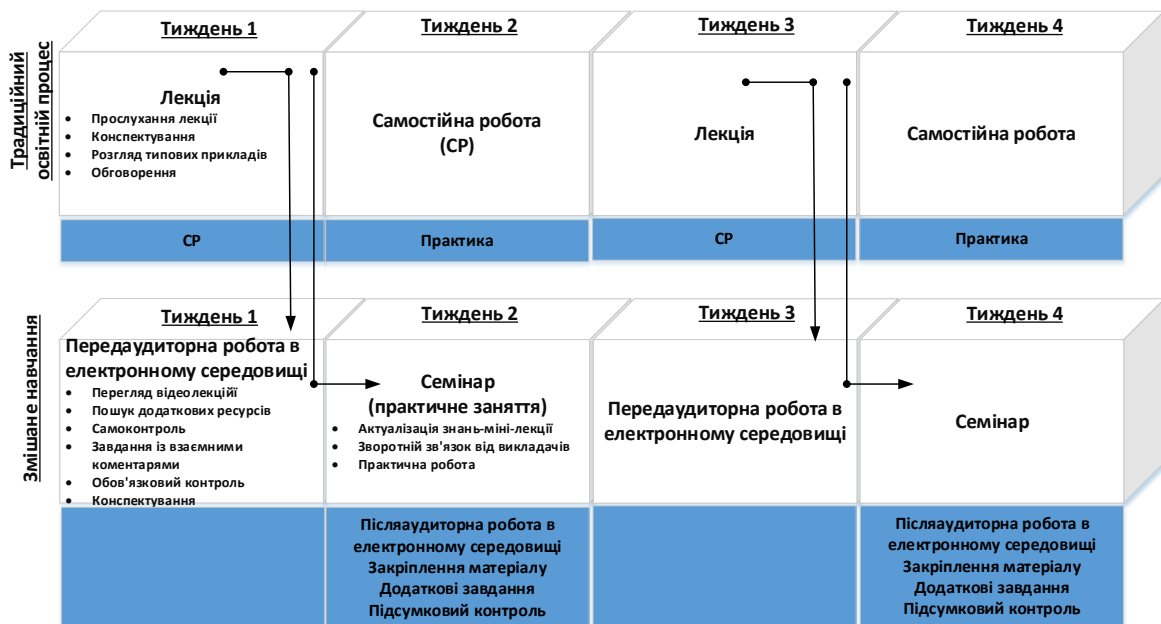 Традиційний
освітній процес
Тиждень 1
Тиждень 2
Тиждень 3
Тиждень 4
Лекція
Прослухання лекції
Конспектування
Розгляд типових прикладів
Обговорення
Самостійна робота
(СР)
Лекція
Самостійна робота
СР
Практика
СР
Практика
Змішане навчання
Тиждень 1
Тиждень 2
Тиждень 3
Тиждень 4
Передаудиторна робота в
електронному середовищі
Перегляд відеолекційї
Пошук додаткових ресурсів
Самоконтроль
Завдання із взаємними
коментарями
Обов'язковий контроль
Конспектування
Семінар
(практичне заняття)
Актуалізація знань-міні-лекції
Зворотній зв'язок від викладачів
Практична робота
Передаудиторна робота в
електронному середовищі
Семінар
Післяаудиторна робота в
електронному середовищі
Закріплення матеріалу
Додаткові завдання
Підсумковий контроль
Післяаудиторна робота в
електронному середовищі
Закріплення матеріалу
Додаткові завдання
Підсумковий контроль